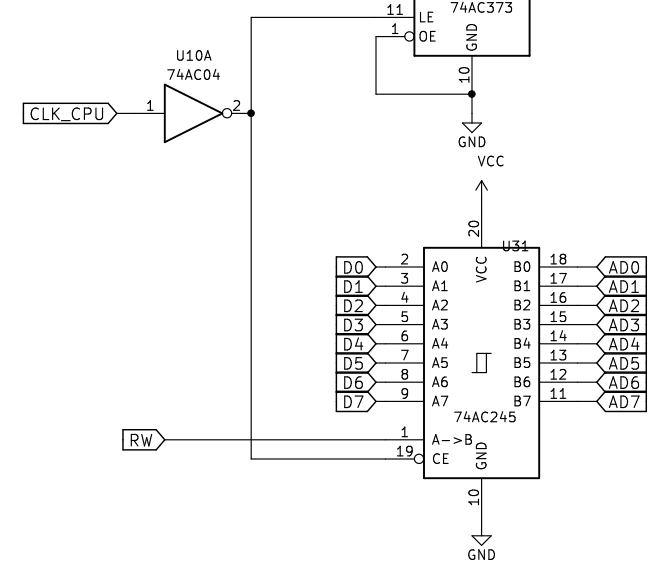 74AC373
11 LE
1 OE
GND
10
GND
U10A
74AC04
CLK_CPU 1 2
VCC
20
U31
VCC
D0 2 A0 B0 18 AD0
D1 3 A1 B1 17 AD1
D2 4 A2 B2 16 AD2
D3 5 A3 B3 15 AD3
D4 6 A4 B4 14 AD4
D5 7 A5 B5 13 AD5
D6 8 A6 B6 12 AD6
D7 9 A7 B7 11 AD7
74AC245
RW 1 A->B
19 CE
GND
10
GND